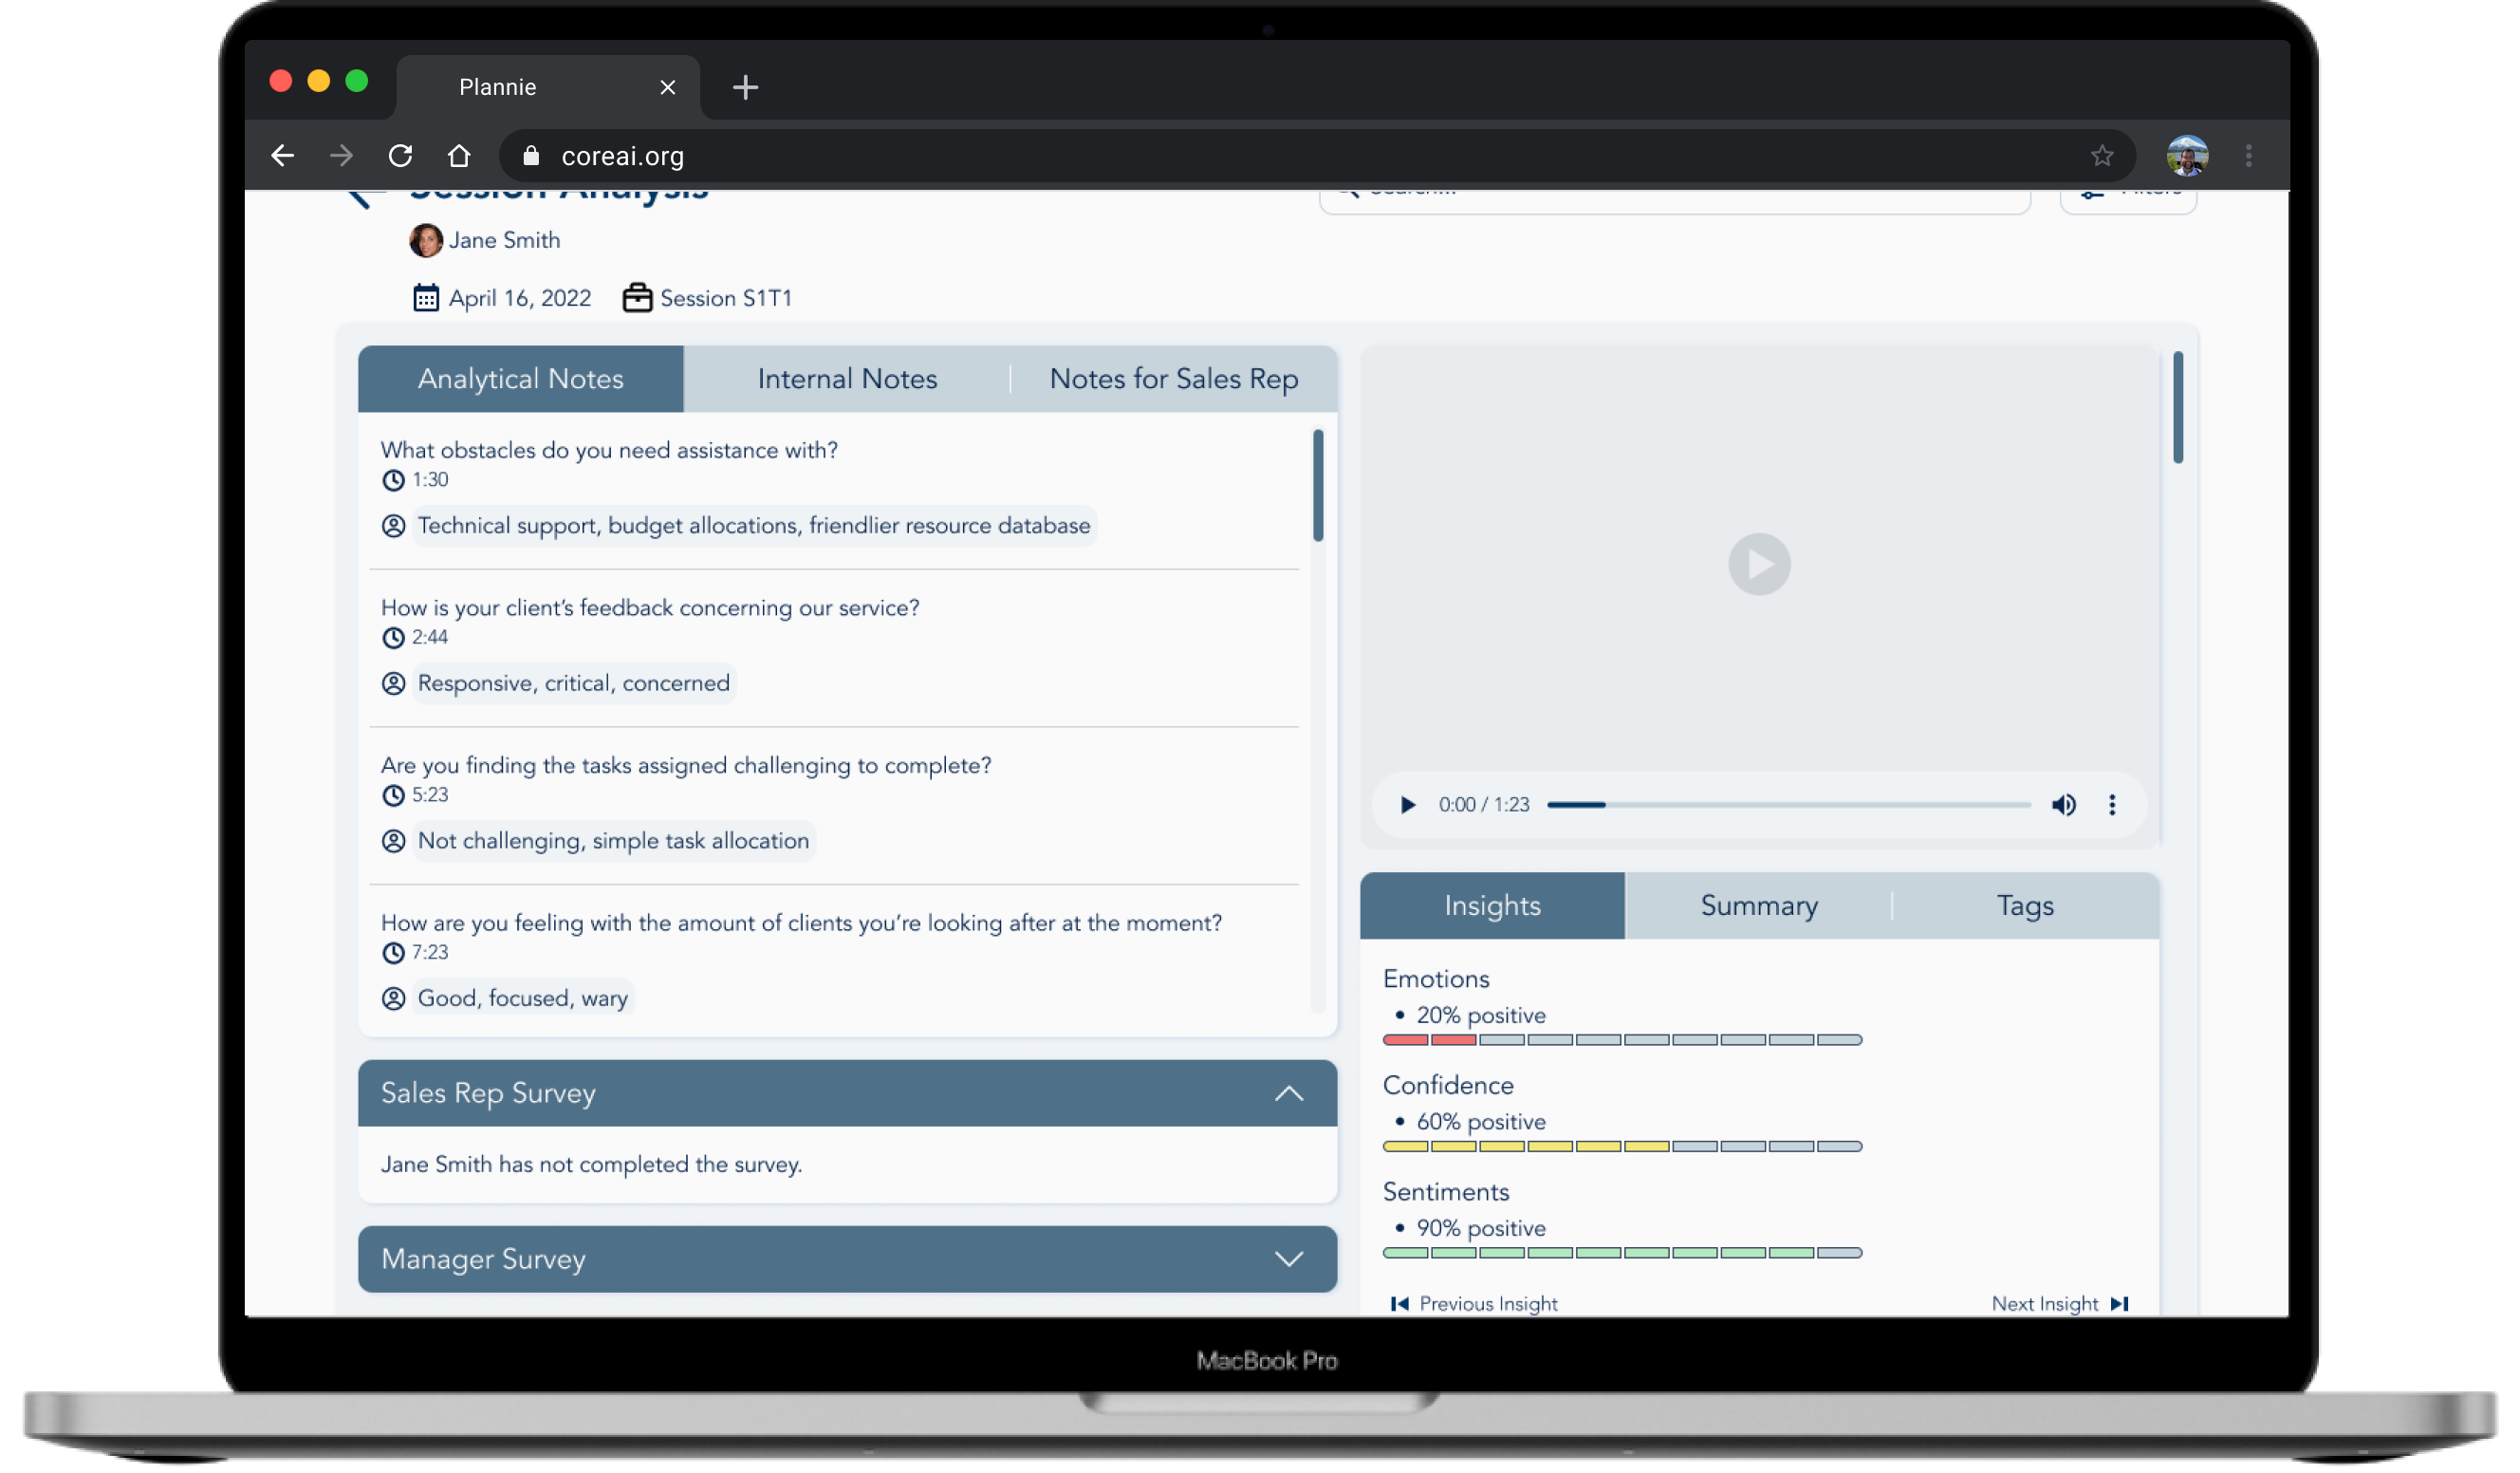 Plannie
coreai.org
Session Analysis
Search...
Filters
Jane Smith
April 16, 2022 Session S1T1
Analytical Notes Internal Notes Notes for Sales Rep
What obstacles do you need assistance with?
1:30
Technical support, budget allocations, friendlier resource database
How is your client’s feedback concerning our service?
2:44
Responsive, critical, concerned
Are you finding the tasks assigned challenging to complete?
5:23
Not challenging, simple task allocation
How are you feeling with the amount of clients you’re looking after at the moment?
7:23
Good, focused, wary
Sales Rep Survey
Jane Smith has not completed the survey.
Manager Survey
0:00 / 1:23
Insights Summary Tags
Emotions
• 20% positive
Confidence
• 60% positive
Sentiments
• 90% positive
Previous Insight Next Insight
MacBook Pro